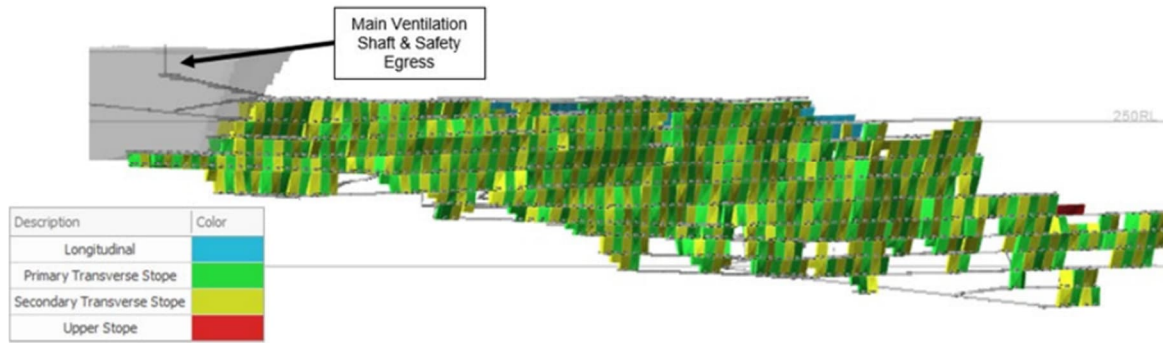 Main Ventilation
Shaft & Safety
Egress
250RL
Description Color
Longitudinal
Primary Transverse Stope
Secondary Transverse Stope
Upper Stope